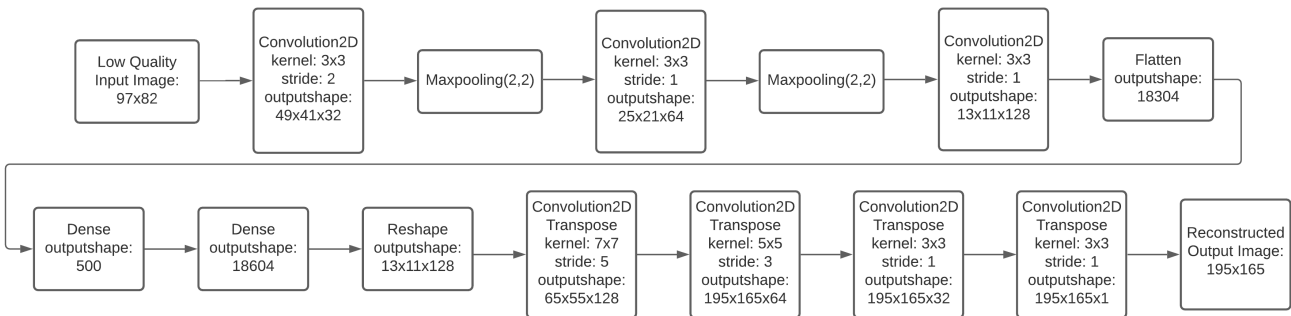 Low Quality
Input Image:
97x82
Convolution2D
kernel: 3x3
stride: 2
outputshape:
49x41x32
Maxpooling(2,2)
Convolution2D
kernel: 3x3
stride: 1
outputshape:
25x21x64
Maxpooling(2,2)
Convolution2D
kernel: 3x3
stride: 1
outputshape:
13x11x128
Flatten
outputshape:
18304
Dense
outputshape:
500
Dense
outputshape:
18604
Reshape
outputshape:
13x11x128
Convolution2D
Transpose
kernel: 7x7
stride: 5
outputshape:
65x55x128
Convolution2D
Transpose
kernel: 5x5
stride: 3
outputshape:
195x165x64
Convolution2D
Transpose
kernel: 3x3
stride: 1
outputshape:
195x165x32
Convolution2D
Transpose
kernel: 3x3
stride: 1
outputshape:
195x165x1
Reconstructed
Output Image:
195x165